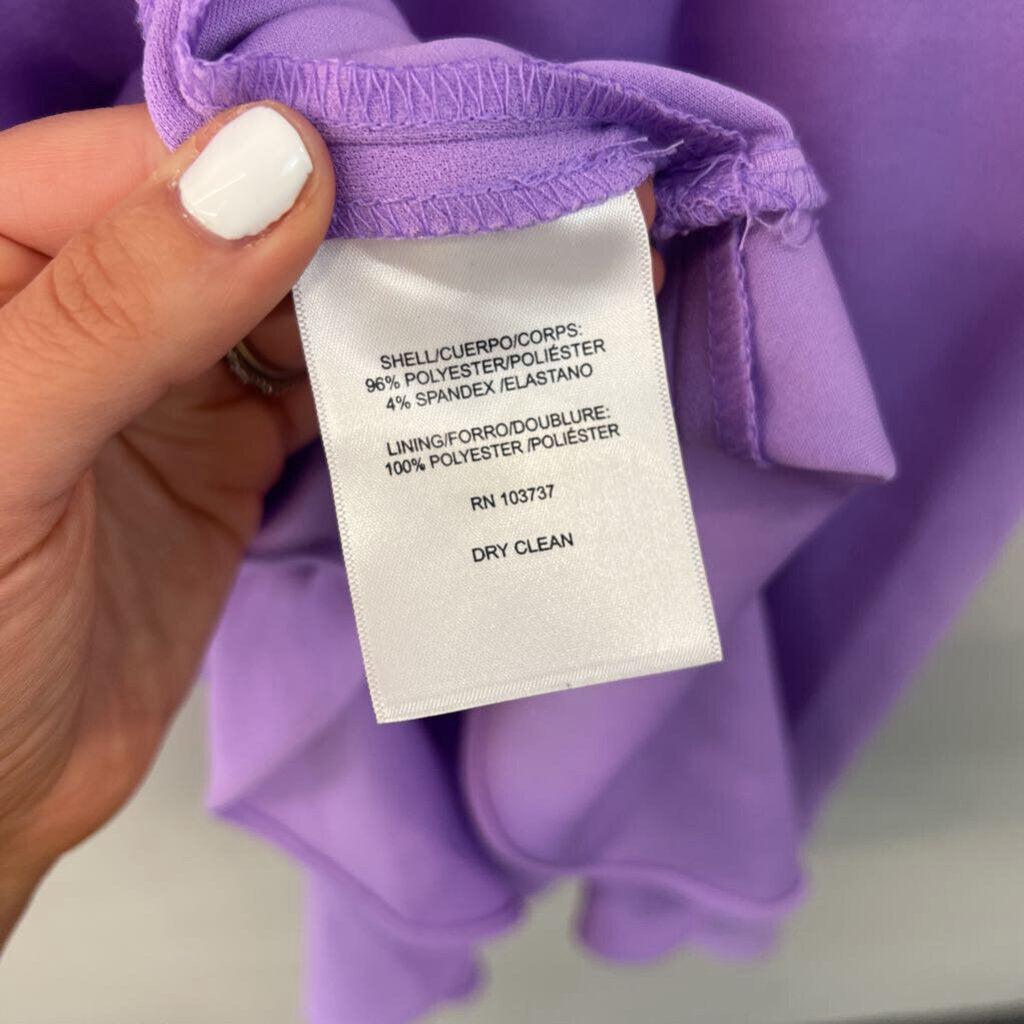 SHELL/CUERPO/CORPS:
96% POLYESTER/POLIÉSTER
4% SPANDEX /ELASTANO
LINING/FORRO/DOUBLURE:
100% POLYESTER /POLIÉSTER
RN 103737
DRY CLEAN